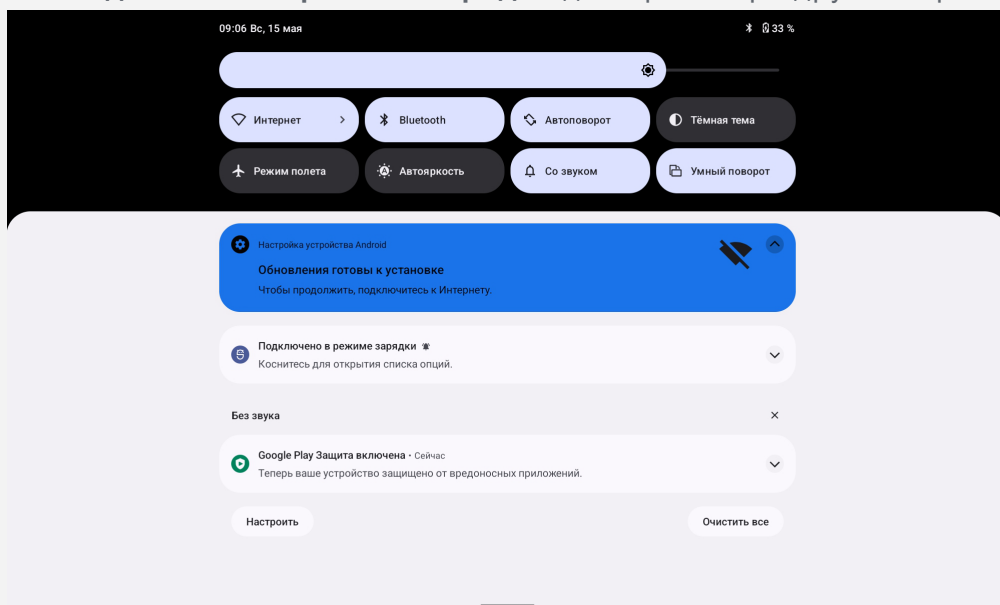 09:06 Вс, 15 мая
33 %
Интернет
Bluetooth
Автоповорот
Тёмная тема
Режим полета
Автояркость
Со звуком
Умный поворот
Настройка устройства Android
Обновления готовы к установке
Чтобы продолжить, подключитесь к Интернету.
Подключено в режиме зарядки
Коснитесь для открытия списка опций.
Без звука
Google Play Защита включена · Сейчас
Теперь ваше устройство защищено от вредоносных приложений.
Настроить
Очистить все